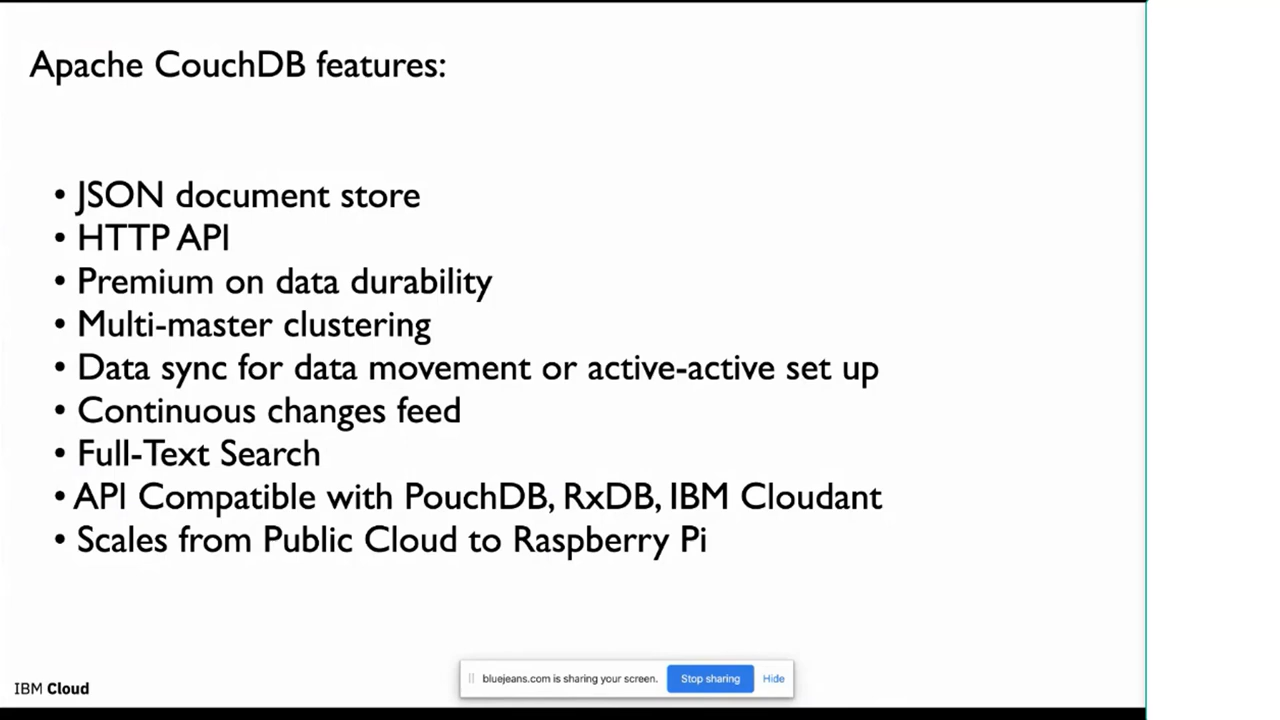 Apache CouchDB features:
• JSON document store
• HTTP API
• Premium on data durability
• Multi-master clustering
• Data sync for data movement or active-active set up
• Continuous changes feed
• Full-Text Search
• API Compatible with PouchDB, RxDB, IBM Cloudant
• Scales from Public Cloud to Raspberry Pi
bluejeans.com is sharing your screen. Stop sharing Hide
IBM Cloud